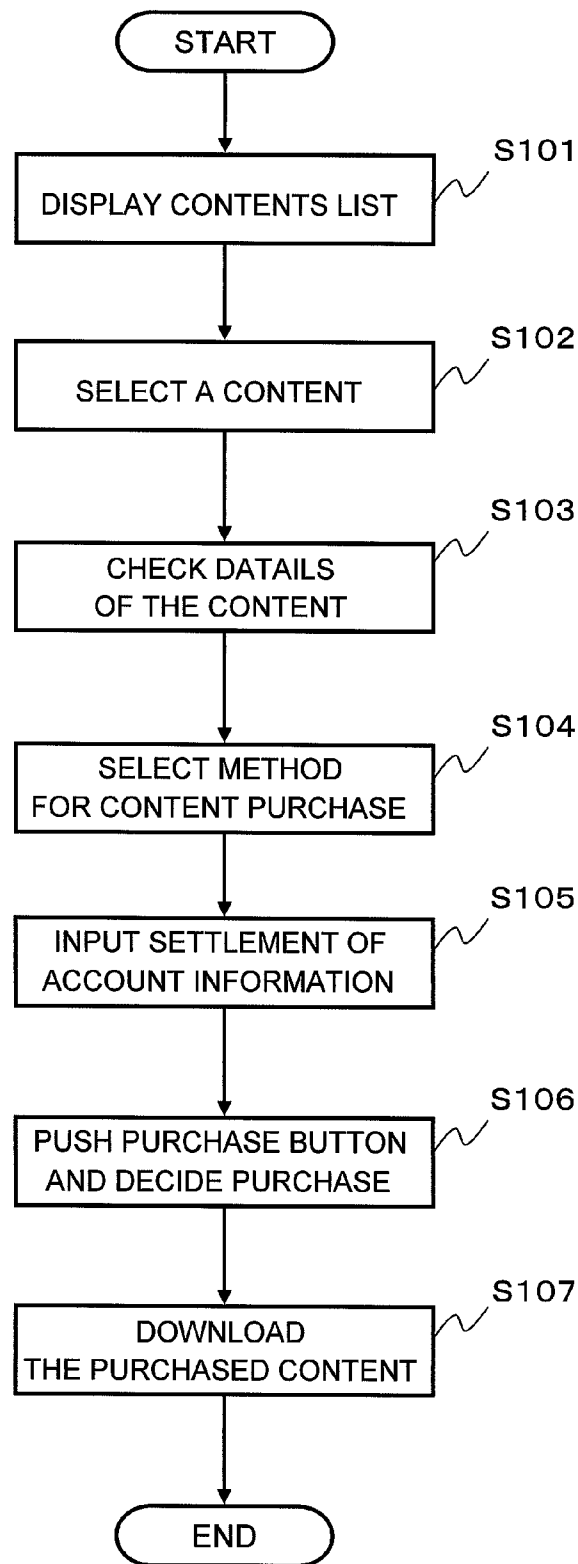 START
S101
DISPLAY CONTENTS LIST
S102
SELECT A CONTENT
S103
CHECK DATAILS
OF THE CONTENT
S104
SELECT METHOD
FOR CONTENT PURCHASE
S105
INPUT SETTLEMENT OF
ACCOUNT INFORMATION
S106
PUSH PURCHASE BUTTON
AND DECIDE PURCHASE
S107
DOWNLOAD
THE PURCHASED CONTENT
END